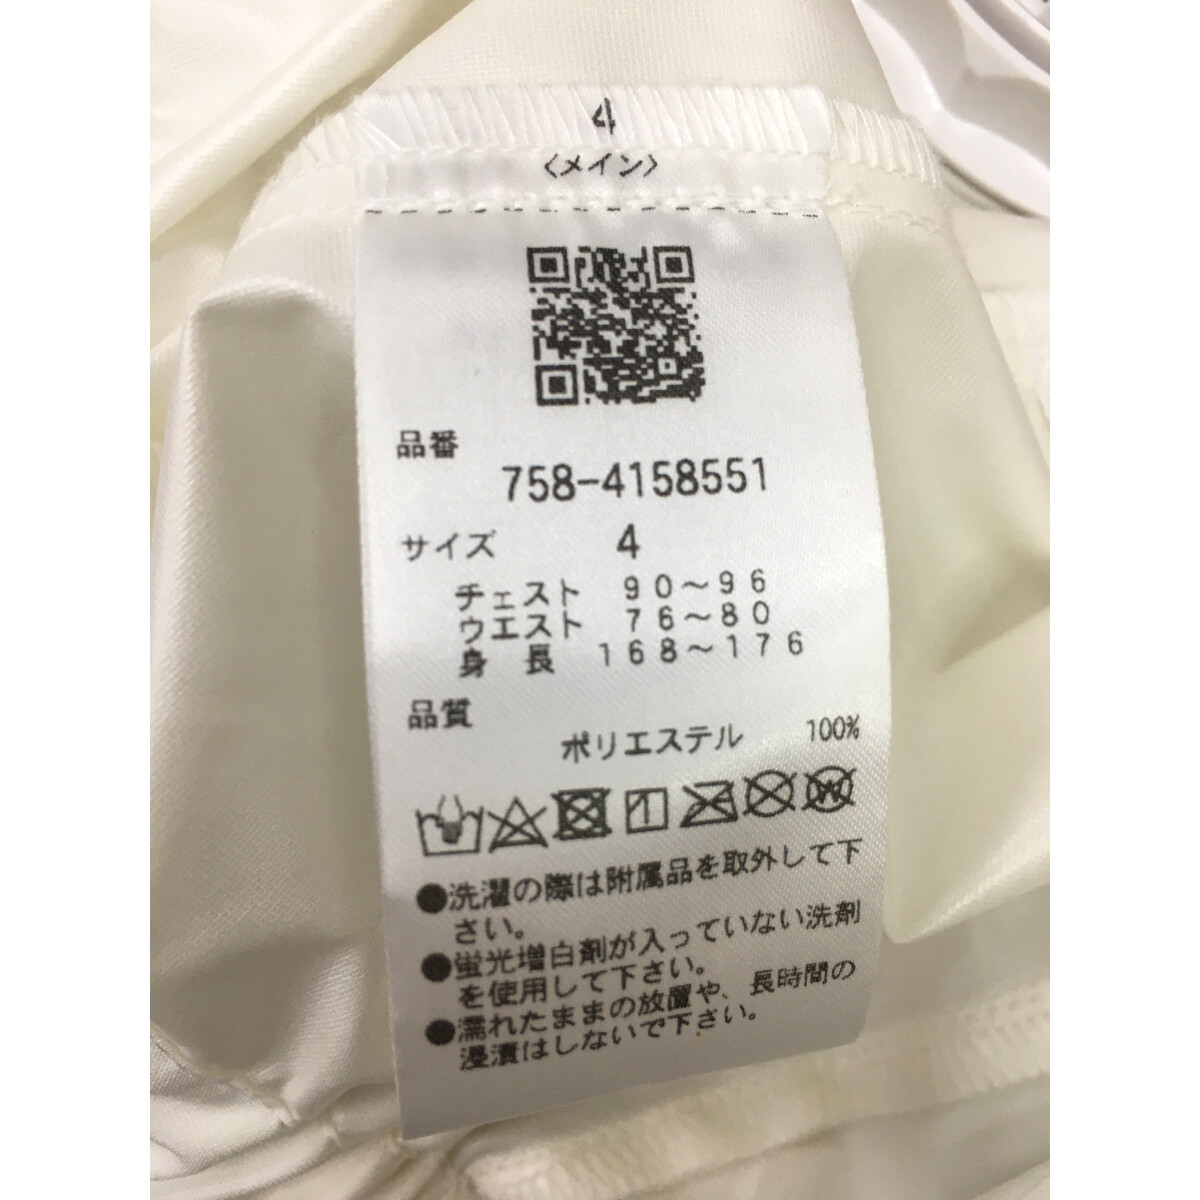 4
〈メイン〉
品番
758-4158551
サイズ 4
チェスト 90～96
ウエスト 76～80
身長 168～176
品質
ポリエステル 100%
W
●洗濯の際は附属品を取外して下
さい。
●蛍光増白剤が入っていない洗剤
を使用して下さい。
●濡れたままの放置や、長時間の
浸漬はしないで下さい。